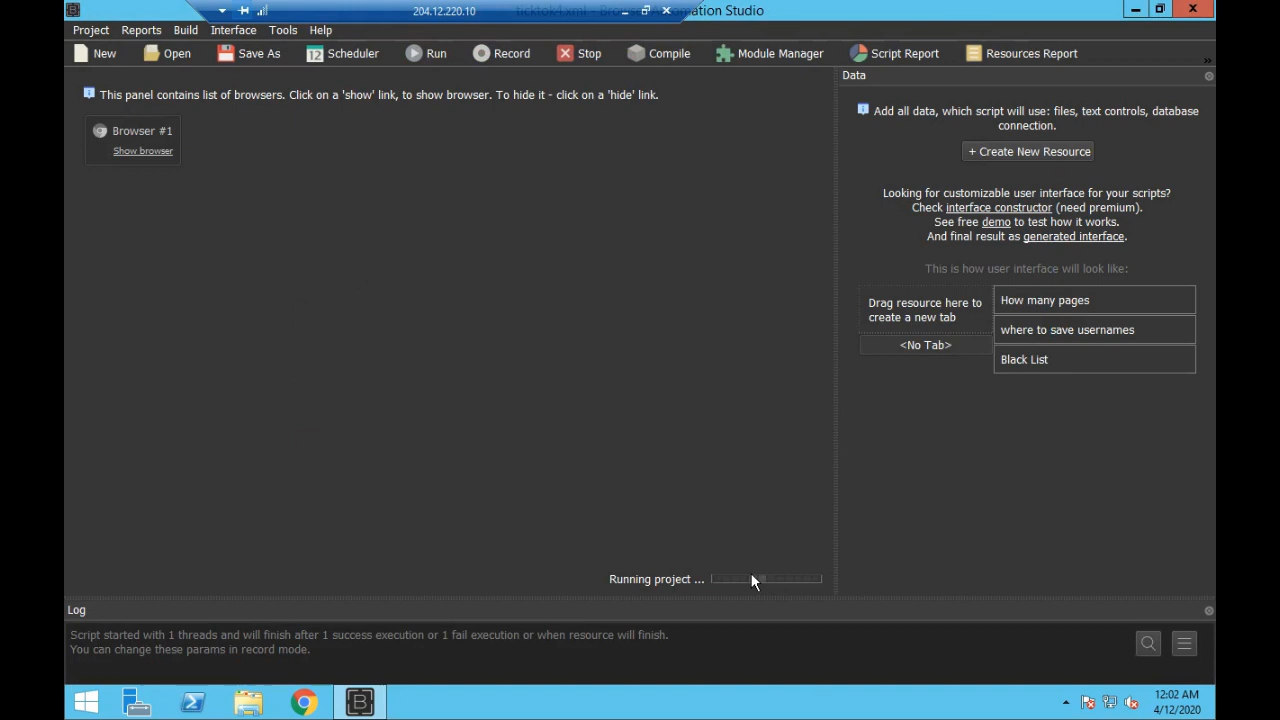 204.12.220.10
ticktok4.xml - Browser Automation Studio
Project Reports Build Interface Tools Help
New Open Save As 12 Scheduler Run Record Stop Compile Module Manager Script Report Resources Report »
Data
This panel contains list of browsers. Click on a 'show' link, to show browser. To hide it - click on a 'hide' link.
Browser #1
Show browser
Add all data, which script will use: files, text controls, database
connection.
+ Create New Resource
Looking for customizable user interface for your scripts?
Check interface constructor (need premium).
See free demo to test how it works.
And final result as generated interface.
This is how user interface will look like:
Drag resource here to
create a new tab
<No Tab>
How many pages
where to save usernames
Black List
Running project ...
Log
Script started with 1 threads and will finish after 1 success execution or 1 fail execution or when resource will finish.
You can change these params in record mode.
12:02 AM
4/12/2020